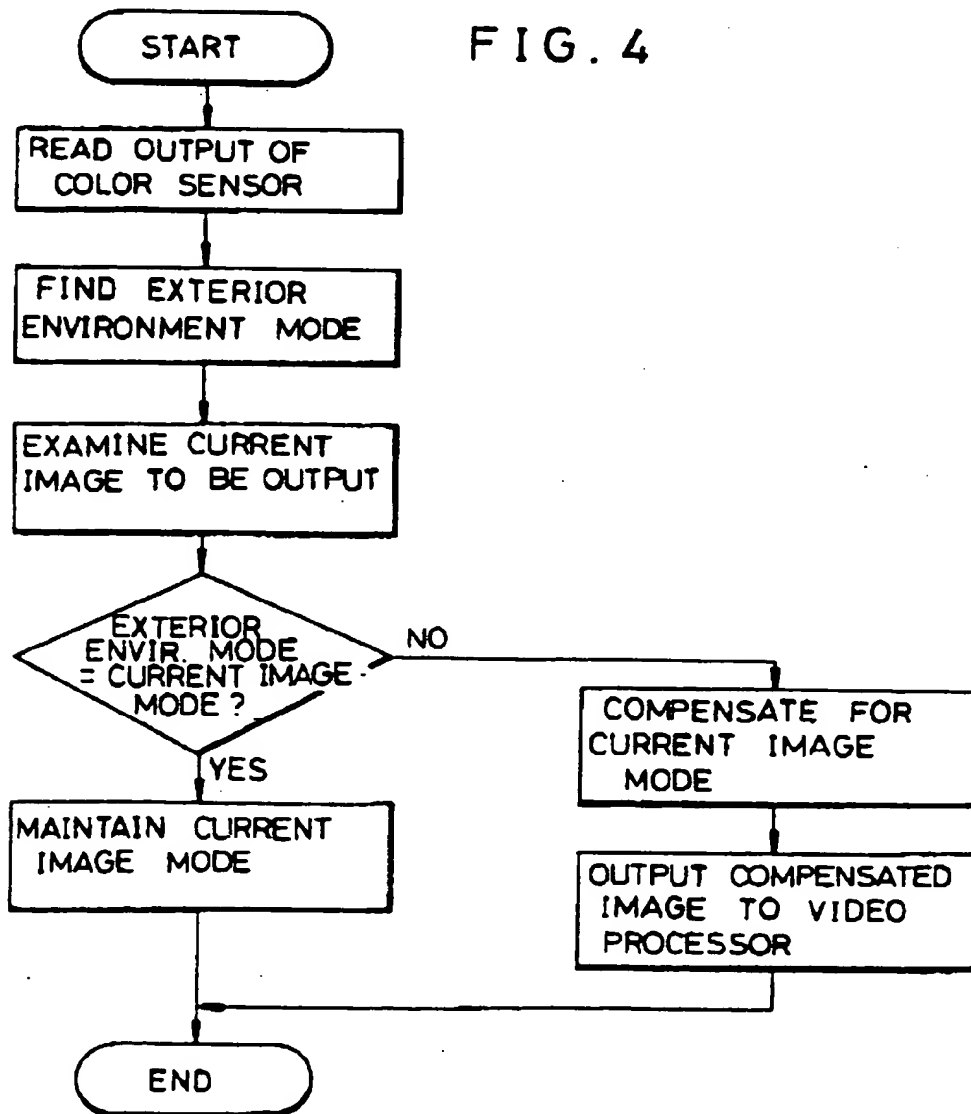 START
FIG. 4
READ OUTPUT OF
COLOR SENSOR
FIND EXTERIOR
ENVIRONMENT MODE
EXAMINE CURRENT
IMAGE TO BE OUTPUT
EXTERIOR
ENVIR. MODE
= CURRENT IMAGE
MODE ?
NO
YES
COMPENSATE FOR
CURRENT IMAGE
MODE
MAINTAIN CURRENT
IMAGE MODE
OUTPUT COMPENSATED
IMAGE TO VIDEO
PROCESSOR
END